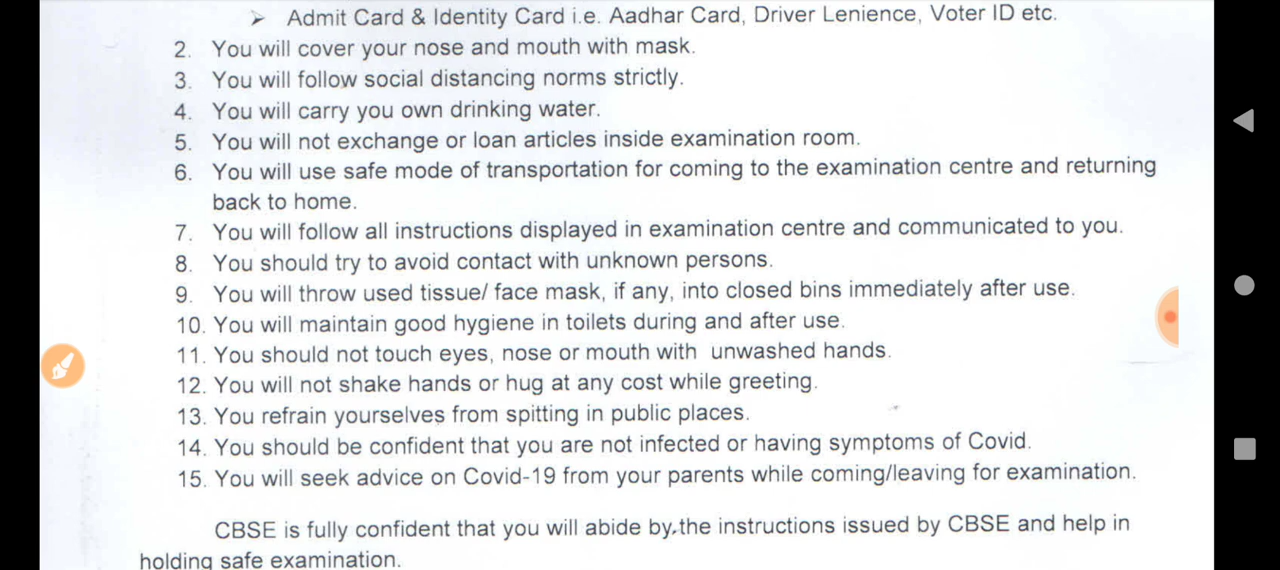 ➢ Admit Card & Identity Card i.e. Aadhar Card, Driver Lenience, Voter ID etc.
2. You will cover your nose and mouth with mask.
3. You will follow social distancing norms strictly.
4. You will carry you own drinking water.
5. You will not exchange or loan articles inside examination room.
6. You will use safe mode of transportation for coming to the examination centre and returning
back to home.
7. You will follow all instructions displayed in examination centre and communicated to you.
8. You should try to avoid contact with unknown persons.
9. You will throw used tissue/ face mask, if any, into closed bins immediately after use.
10. You will maintain good hygiene in toilets during and after use.
11. You should not touch eyes, nose or mouth with unwashed hands.
12. You will not shake hands or hug at any cost while greeting.
13. You refrain yourselves from spitting in public places.
14. You should be confident that you are not infected or having symptoms of Covid.
15. You will seek advice on Covid-19 from your parents while coming/leaving for examination.
CBSE is fully confident that you will abide by the instructions issued by CBSE and help in
holding safe examination.